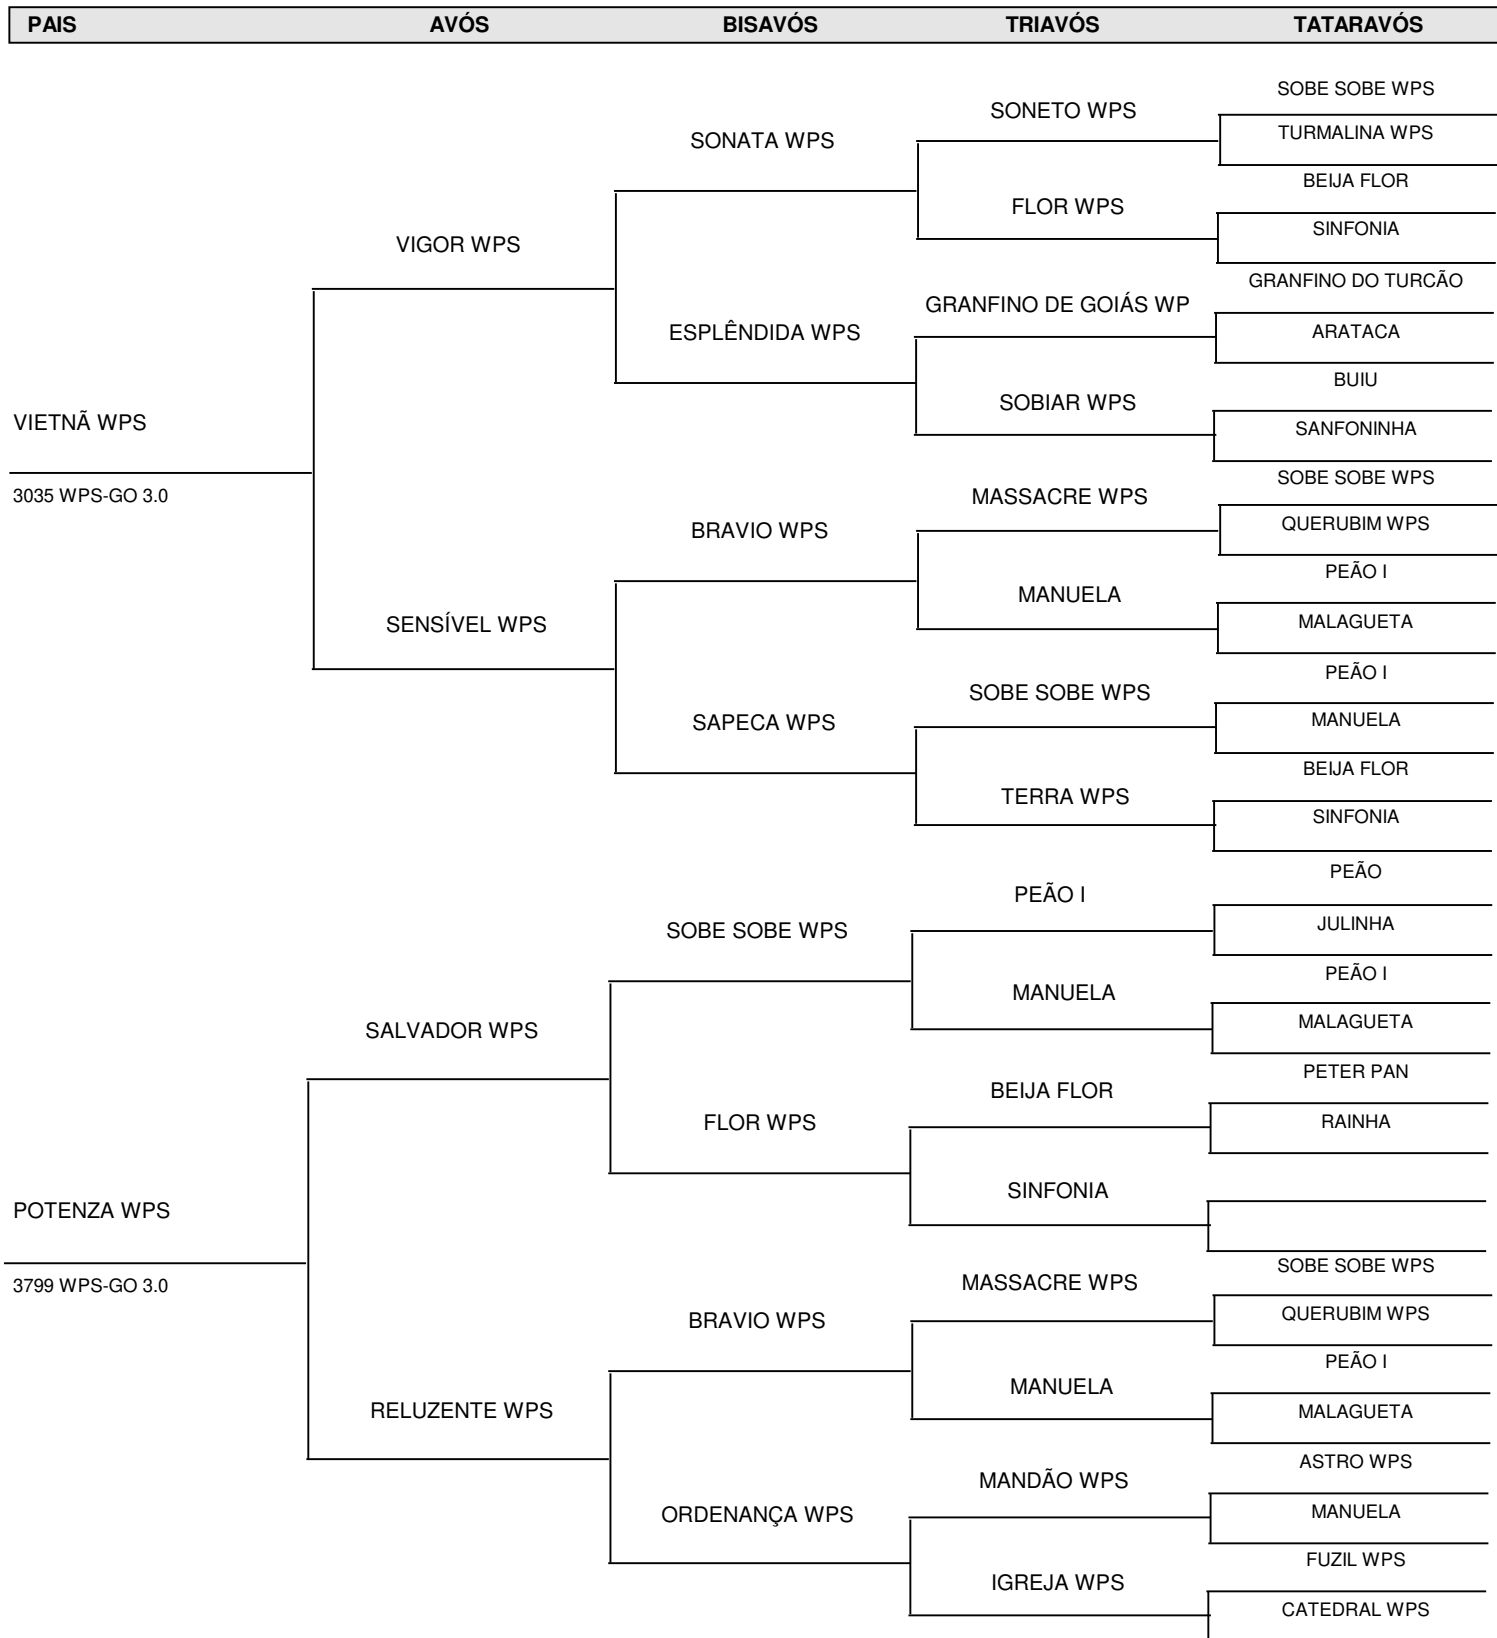 PAIS AVÓS BISAVÓS TRIAVÓS TATARAVÓS
SOBE SOBE WPS
SONETO WPS
TURMALINA WPS
SONATA WPS
BEIJA FLOR
FLOR WPS
SINFONIA
VIGOR WPS
GRANFINO DO TURCÃO
GRANFINO DE GOIÁS WP
ARATACA
ESPLÊNDIDA WPS
BUIU
SOBIAR WPS
SANFONINHA
VIETNÃ WPS
3035 WPS-GO 3.0
SOBE SOBE WPS
MASSACRE WPS
QUERUBIM WPS
BRAVIO WPS
PEÃO I
MANUELA
MALAGUETA
SENSÍVEL WPS
PEÃO I
SOBE SOBE WPS
MANUELA
SAPECA WPS
BEIJA FLOR
TERRA WPS
SINFONIA
PEÃO
PEÃO I
JULINHA
SOBE SOBE WPS
PEÃO I
MANUELA
MALAGUETA
SALVADOR WPS
PETER PAN
BEIJA FLOR
RAINHA
FLOR WPS
SINFONIA
POTENZA WPS
3799 WPS-GO 3.0
SOBE SOBE WPS
MASSACRE WPS
QUERUBIM WPS
BRAVIO WPS
PEÃO I
MANUELA
MALAGUETA
RELUZENTE WPS
ASTRO WPS
MANDÃO WPS
MANUELA
ORDENANÇA WPS
FUZIL WPS
IGREJA WPS
CATEDRAL WPS